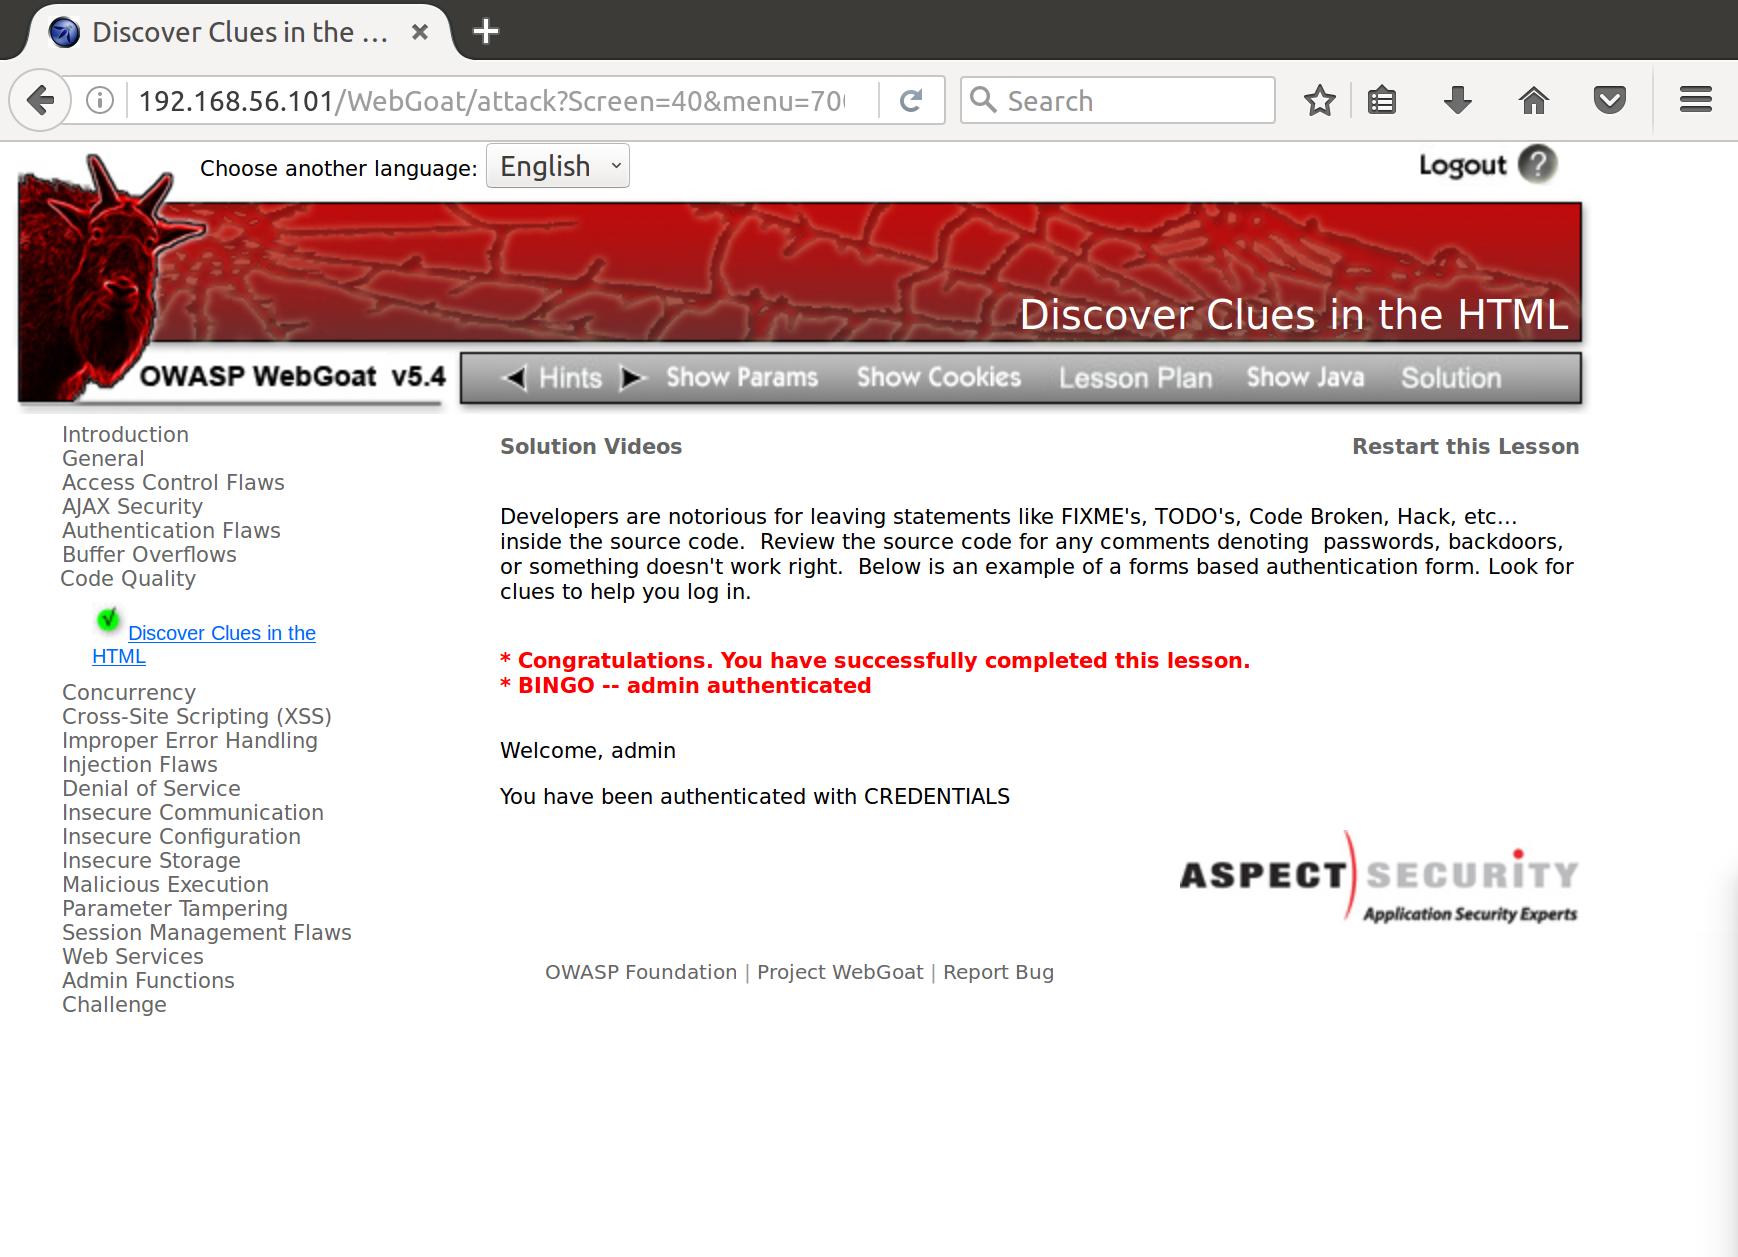 Discover Clues in the ...
192.168.56.101/WebGoat/attack?Screen=40&menu=700
Search
Choose another language: English
Logout ?
Discover Clues in the HTML
OWASP WebGoat v5.4
Hints Show Params Show Cookies Lesson Plan Show Java Solution
Introduction
General
Access Control Flaws
AJAX Security
Authentication Flaws
Buffer Overflows
Code Quality
Discover Clues in the
HTML
Concurrency
Cross-Site Scripting (XSS)
Improper Error Handling
Injection Flaws
Denial of Service
Insecure Communication
Insecure Configuration
Insecure Storage
Malicious Execution
Parameter Tampering
Session Management Flaws
Web Services
Admin Functions
Challenge
Solution Videos
Restart this Lesson
Developers are notorious for leaving statements like FIXME's, TODO's, Code Broken, Hack, etc...
inside the source code.  Review the source code for any comments denoting  passwords, backdoors,
or something doesn't work right.  Below is an example of a forms based authentication form. Look for
clues to help you log in.
* Congratulations. You have successfully completed this lesson.
* BINGO -- admin authenticated
Welcome, admin
You have been authenticated with CREDENTIALS
ASPECT SECURITY
Application Security Experts
OWASP Foundation | Project WebGoat | Report Bug